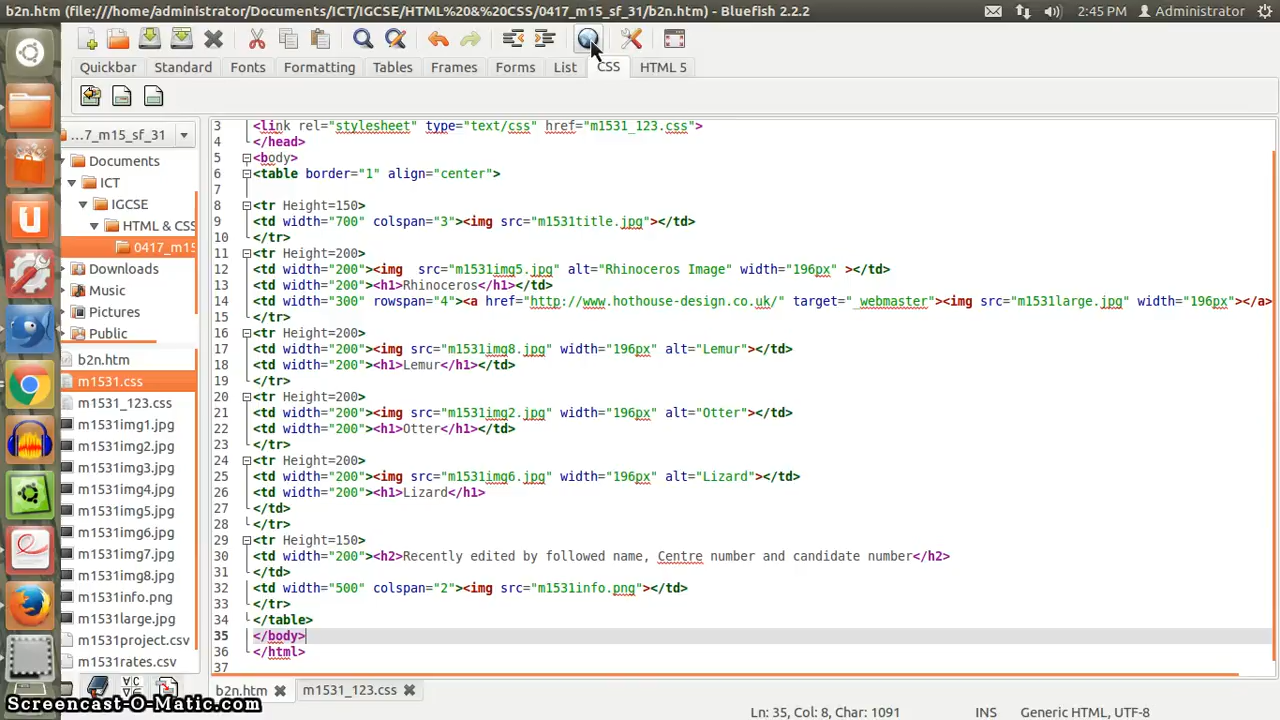 b2n.htm (file:///home/administrator/Documents/ICT/IGCSE/HTML%20&%20CSS/0417_m15_sf_31/b2n.htm) - Bluefish 2.2.2
2:45 PM
Administrator
Quickbar Standard Fonts Formatting Tables Frames Forms List CSS HTML 5
...7_m15_sf_31
Documents
ICT
IGCSE
HTML & CSS
0417_m15
Downloads
Music
Pictures
Public
b2n.htm
m1531.css
m1531_123.css
m1531img1.jpg
m1531img2.jpg
m1531img3.jpg
m1531img4.jpg
m1531img5.jpg
m1531img6.jpg
m1531img7.jpg
m1531img8.jpg
m1531info.png
m1531large.jpg
m1531project.csv
m1531rates.csv
3 <link rel="stylesheet" type="text/css" href="m1531_123.css">
4 </head>
5 <body>
6 <table border="1" align="center">
7
8 <tr Height=150>
9 <td width="700" colspan="3"><img src="m1531title.jpg"></td>
10 </tr>
11 <tr Height=200>
12 <td width="200"><img  src="m1531img5.jpg" alt="Rhinoceros Image" width="196px" ></td>
13 <td width="200"><h1>Rhinoceros</h1></td>
14 <td width="300" rowspan="4"><a href="http://www.hothouse-design.co.uk/" target="_webmaster"><img src="m1531large.jpg" width="196px"></a>
15 </tr>
16 <tr Height=200>
17 <td width="200"><img src="m1531img8.jpg" width="196px" alt="Lemur"></td>
18 <td width="200"><h1>Lemur</h1></td>
19 </tr>
20 <tr Height=200>
21 <td width="200"><img src="m1531img2.jpg" width="196px" alt="Otter"></td>
22 <td width="200"><h1>Otter</h1></td>
23 </tr>
24 <tr Height=200>
25 <td width="200"><img src="m1531img6.jpg" width="196px" alt="Lizard"></td>
26 <td width="200"><h1>Lizard</h1>
27 </td>
28 </tr>
29 <tr Height=150>
30 <td width="200"><h2>Recently edited by followed name, Centre number and candidate number</h2>
31 </td>
32 <td width="500" colspan="2"><img src="m1531info.png"></td>
33 </tr>
34 </table>
35 </body>
36 </html>
37
b2n.htm m1531_123.css
Screencast-O-Matic.com
Ln: 35, Col: 8, Char: 1091 INS Generic HTML, UTF-8